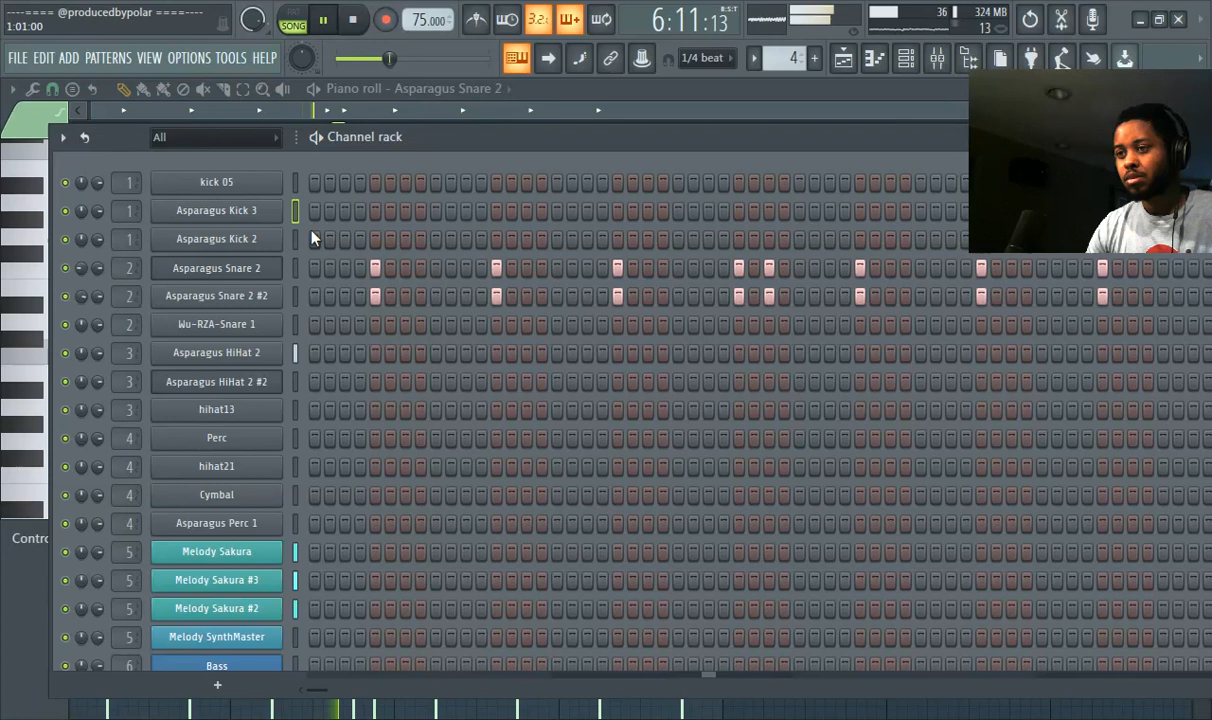 ---==== @producedbypolar ====---
1:01:00
PAT
SONG
75.000
3.2:
6:11:13
B:S:T
36
324 MB
13
FILE EDIT ADD PATTERNS VIEW OPTIONS TOOLS HELP
1/4 beat
4
Piano roll - Asparagus Snare 2
All
Channel rack
1 kick 05
1 Asparagus Kick 3
1 Asparagus Kick 2
2 Asparagus Snare 2
2 Asparagus Snare 2 #2
2 Wu-RZA-Snare 1
3 Asparagus HiHat 2
3 Asparagus HiHat 2 #2
3 hihat13
4 Perc
4 hihat21
4 Cymbal
4 Asparagus Perc 1
Contro
5 Melody Sakura
5 Melody Sakura #3
5 Melody Sakura #2
5 Melody SynthMaster
6 Bass
+